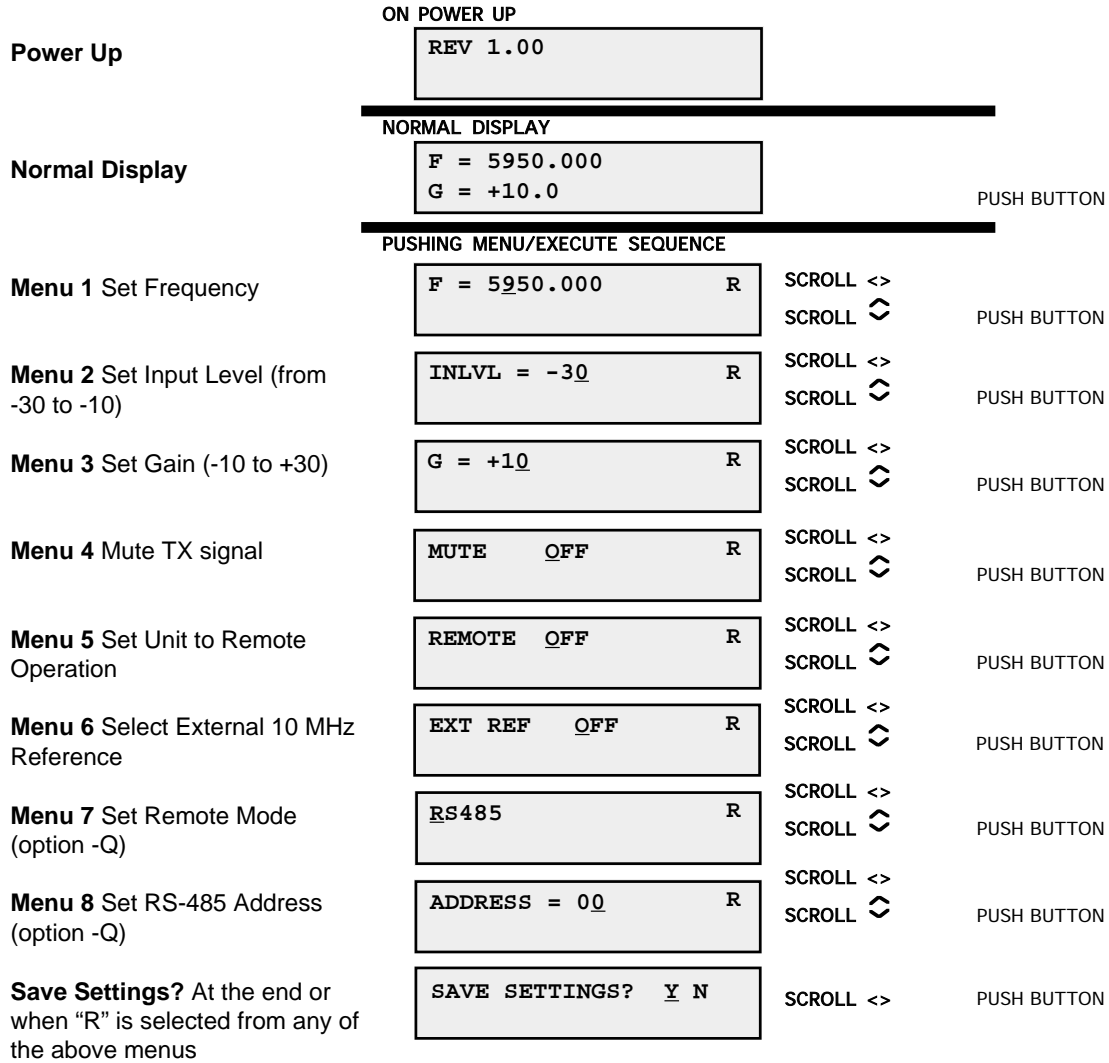 ON POWER UP
Power Up
REV 1.00
NORMAL DISPLAY
Normal Display
F = 5950.000
G = +10.0
PUSH BUTTON
PUSHING MENU/EXECUTE SEQUENCE
Menu 1 Set Frequency
F = 5950.000 R
SCROLL <>
SCROLL
PUSH BUTTON
Menu 2 Set Input Level (from
-30 to -10)
INLVL = -30 R
SCROLL <>
SCROLL
PUSH BUTTON
Menu 3 Set Gain (-10 to +30)
G = +10 R
SCROLL <>
SCROLL
PUSH BUTTON
Menu 4 Mute TX signal
MUTE OFF R
SCROLL <>
SCROLL
PUSH BUTTON
Menu 5 Set Unit to Remote
Operation
REMOTE OFF R
SCROLL <>
SCROLL
PUSH BUTTON
Menu 6 Select External 10 MHz
Reference
EXT REF OFF R
SCROLL <>
SCROLL
PUSH BUTTON
Menu 7 Set Remote Mode
(option -Q)
RS485 R
SCROLL <>
SCROLL
PUSH BUTTON
Menu 8 Set RS-485 Address
(option -Q)
ADDRESS = 00 R
SCROLL <>
SCROLL
PUSH BUTTON
Save Settings? At the end or
when “R” is selected from any of
the above menus
SAVE SETTINGS? Y N
SCROLL <>
PUSH BUTTON